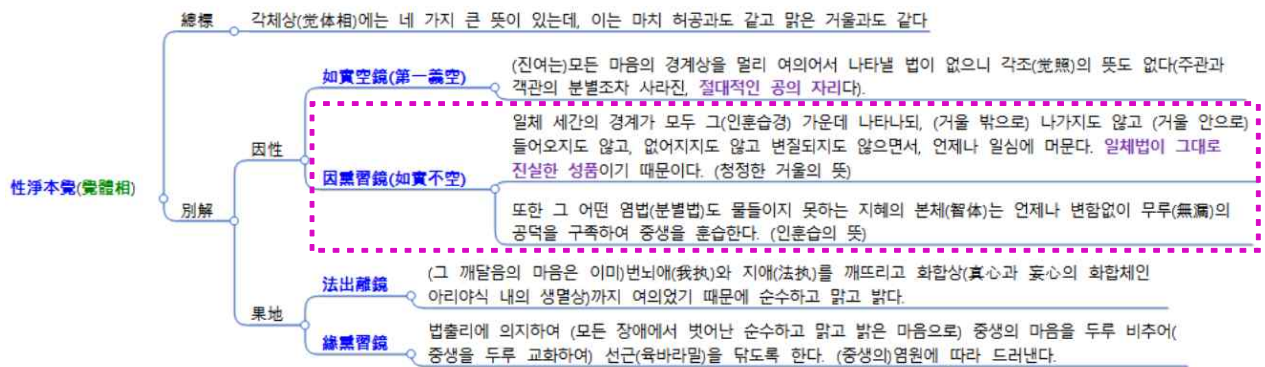 總標
각체상(觉体相)에는 네 가지 큰 뜻이 있는데, 이는 마치 허공과도 같고 맑은 거울과도 같다
如實空鏡(第一義空)
(진여는)모든 마음의 경계상을 멀리 여의어서 나타낼 법이 없으니 각조(觉照)의 뜻도 없다(주관과
객관의 분별조차 사라진, 절대적인 공의 자리다).
因性
因熏習鏡(如實不空)
일체 세간의 경계가 모두 그(인훈습경) 가운데 나타나되, (거울 밖으로) 나가지도 않고 (거울 안으로)
들어오지도 않고, 없어지지도 않고 변질되지도 않으면서, 언제나 일심에 머문다. 일체법이 그대로
진실한 성품이기 때문이다. (청정한 거울의 뜻)
또한 그 어떤 염법(분별법)도 물들이지 못하는 지혜의 본체(智体)는 언제나 변함없이 무루(無漏)의
공덕을 구족하여 중생을 훈습한다. (인훈습의 뜻)
性淨本覺(覺體相)
別解
法出離鏡
(그 깨달음의 마음은 이미)번뇌애(我执)와 지애(法执)를 깨뜨리고 화합상(真心과 妄心의 화합체인
아리야식 내의 생멸상)까지 여의었기 때문에 순수하고 맑고 밝다.
果地
緣熏習鏡
법출리에 의지하여 (모든 장애에서 벗어난 순수하고 맑고 밝은 마음으로) 중생의 마음을 두루 비추어(
중생을 두루 교화하여) 선근(육바라밀)을 닦도록 한다. (중생의)염원에 따라 드러낸다.